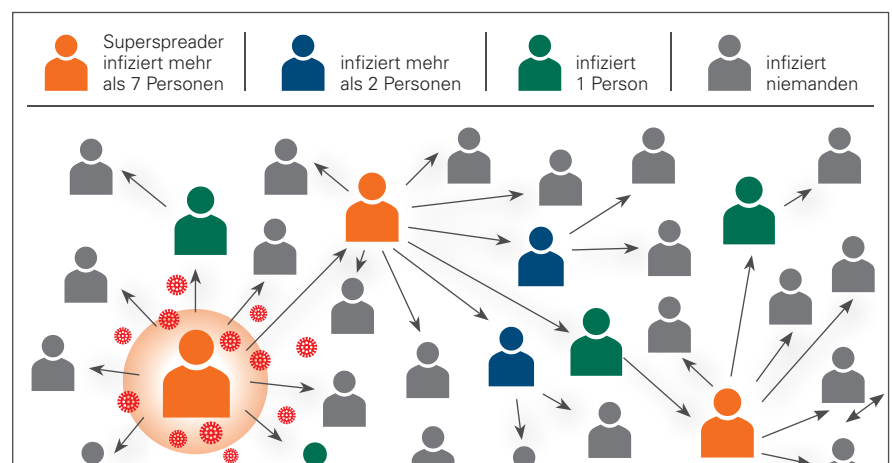 Superspreader
infiziert mehr
als 7 Personen
infiziert mehr
als 2 Personen
infiziert
1 Person
infiziert
niemanden